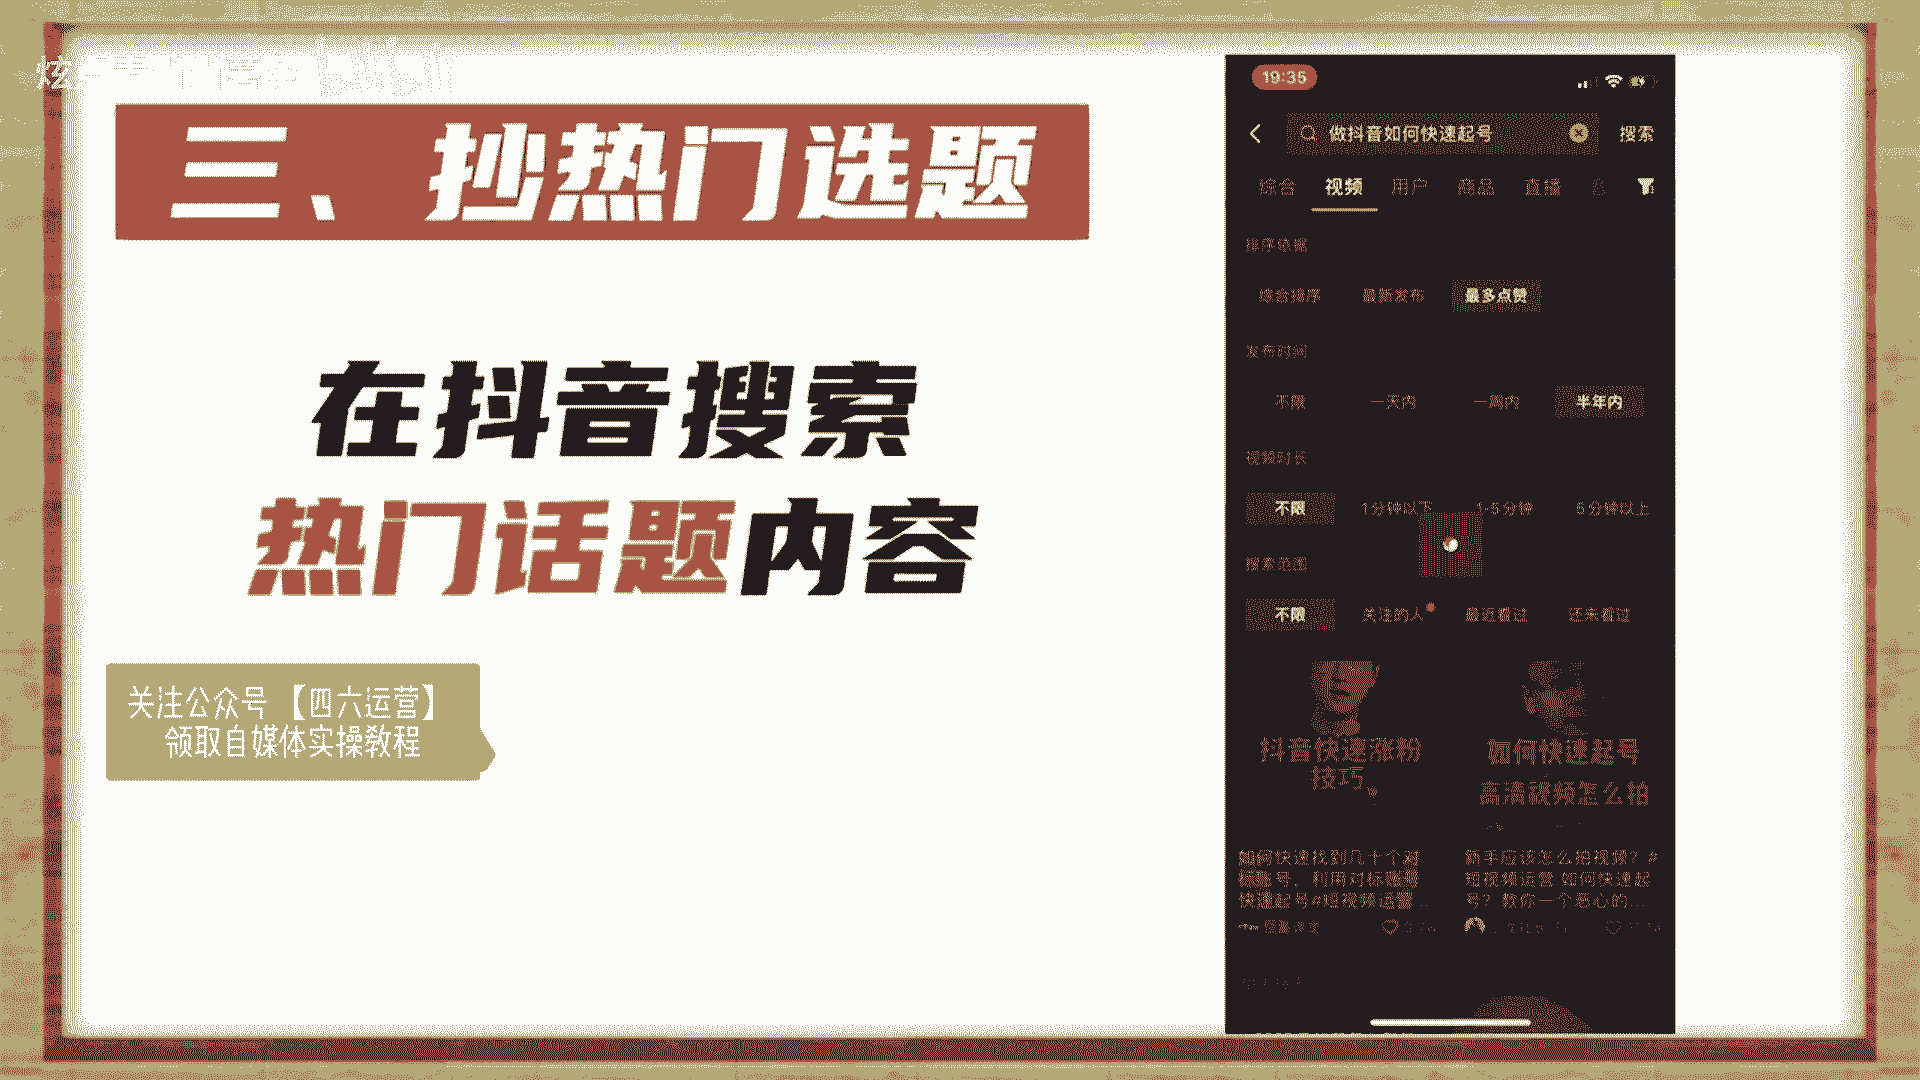 炫
bilibili
三、抄热门选题
在抖音搜索
热门话题内容
关注公众号【四六运营】
领取自媒体实操教程
19:35
做抖音如何快速起号
搜索
综合 视频 用户 商品 直播
排序依据
综合排序 最新发布 最多点赞
发布时间
不限 一天内 一周内 半年内
视频时长
不限 1分钟以下 1-5分钟 5分钟以上
搜索范围
不限 关注的人 最近看过 还未看过
抖音快速涨粉
技巧
如何快速起号
高清视频怎么拍
如何快速找到几十个对
标账号，利用对标账号
快速起号#短视频运营...
新手应该怎么拍视频？#
短视频运营 如何快速起
号？教你一个恶心的...